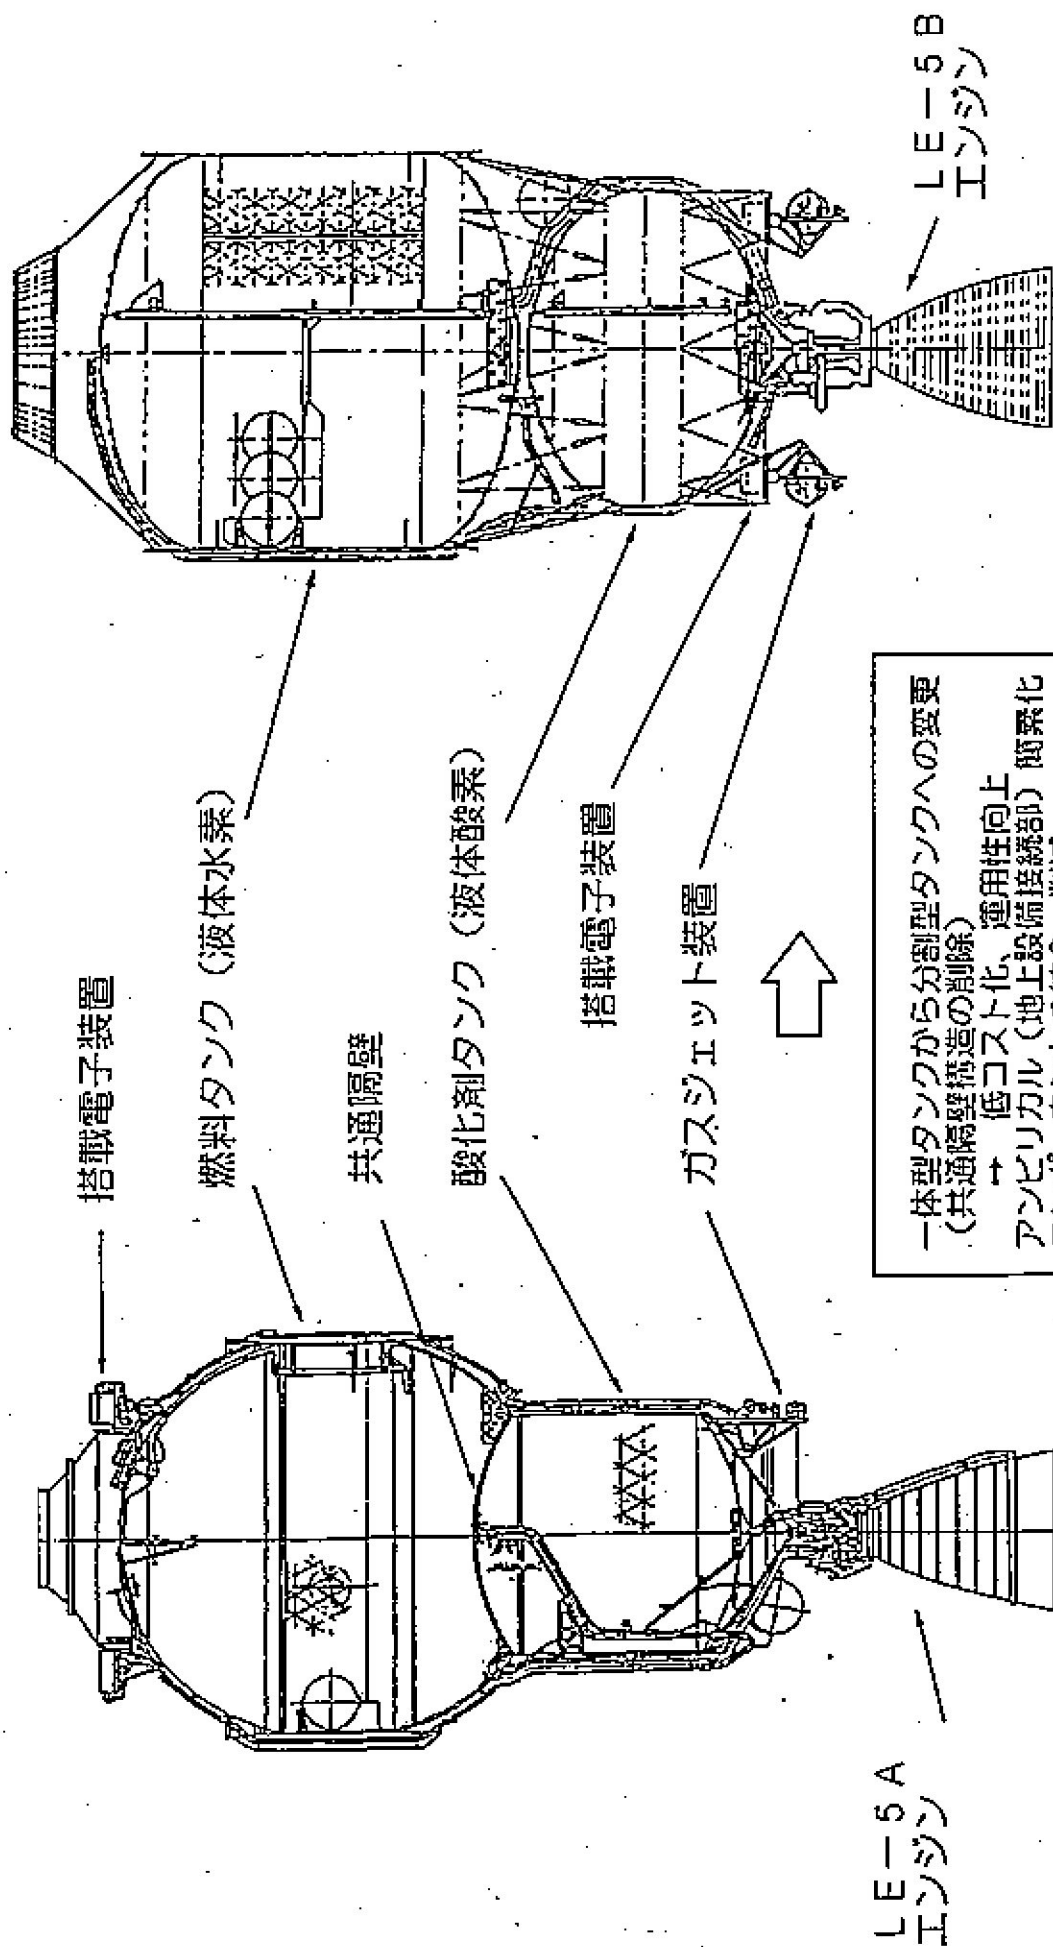 搭載電子装置
燃料タンク（液体水素）
共通隔壁
酸化剤タンク（液体酸素）
搭載電子装置
ガスジェット装置
LE－5A
エンジン
LE－5B
エンジン
一体型タンクから分割型タンクへの変更
（共通隔壁構造の削除）
→ 低コスト化、運用性向上
アンビリカル（地上設備接続部）簡素化